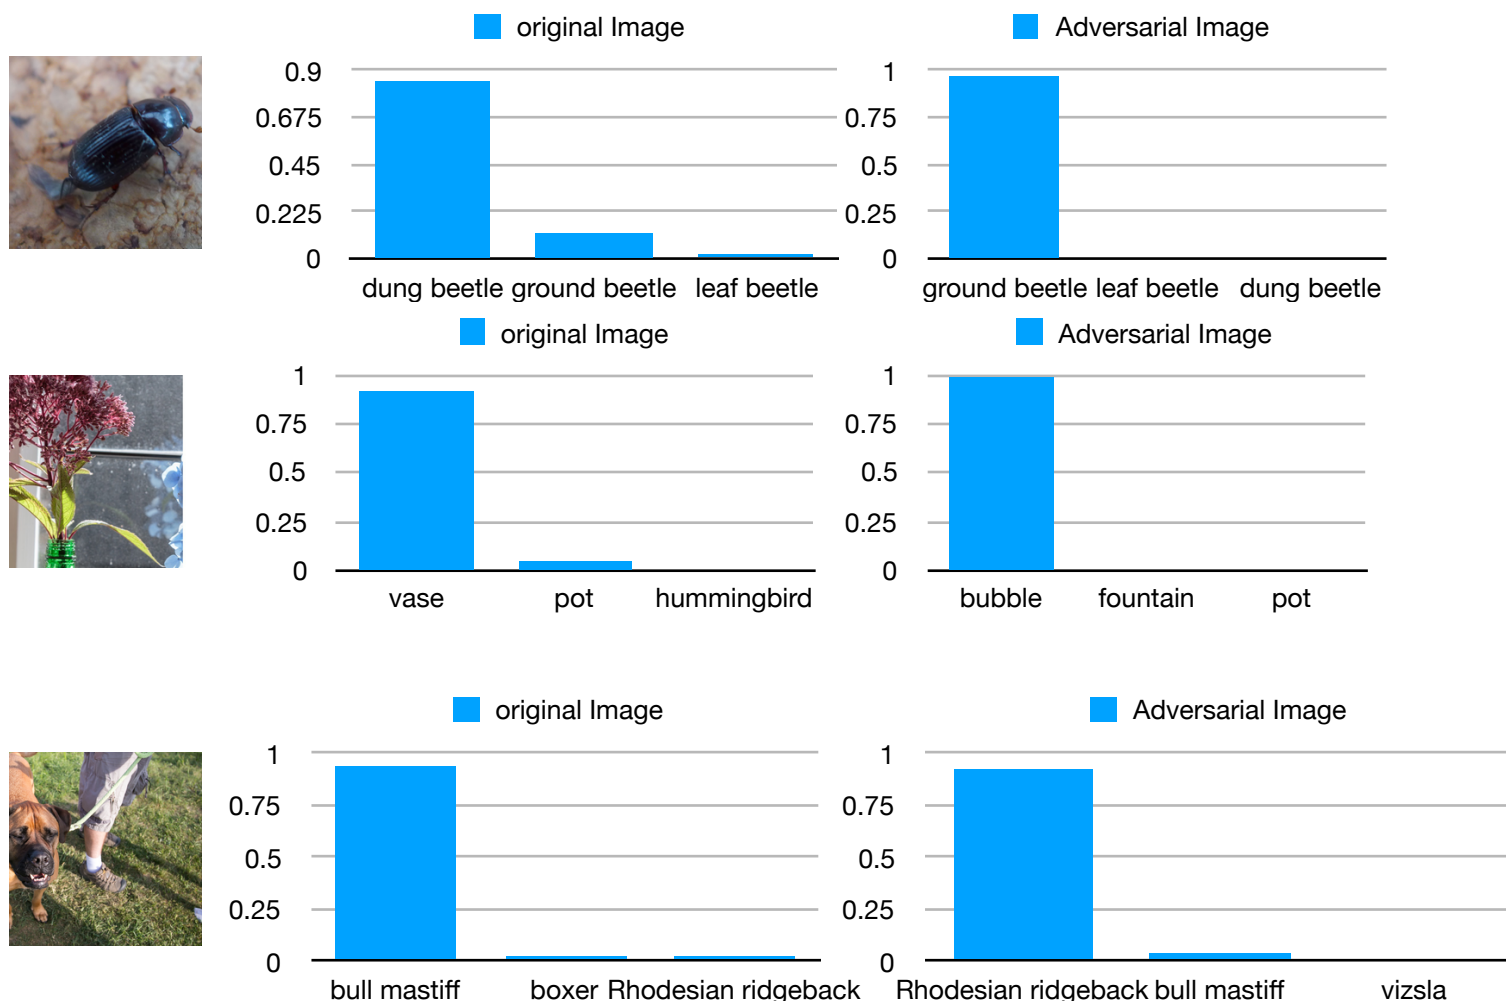 original Image
Adversarial Image
0.9
0.675
0.45
0.225
0
dung beetle ground beetle leaf beetle
1
0.75
0.5
0.25
0
ground beetle leaf beetle dung beetle
original Image
Adversarial Image
1
0.75
0.5
0.25
0
vase pot hummingbird
1
0.75
0.5
0.25
0
bubble fountain pot
original Image
Adversarial Image
1
0.75
0.5
0.25
0
bull mastiff boxer Rhodesian ridgeback
1
0.75
0.5
0.25
0
Rhodesian ridgeback bull mastiff vizsla